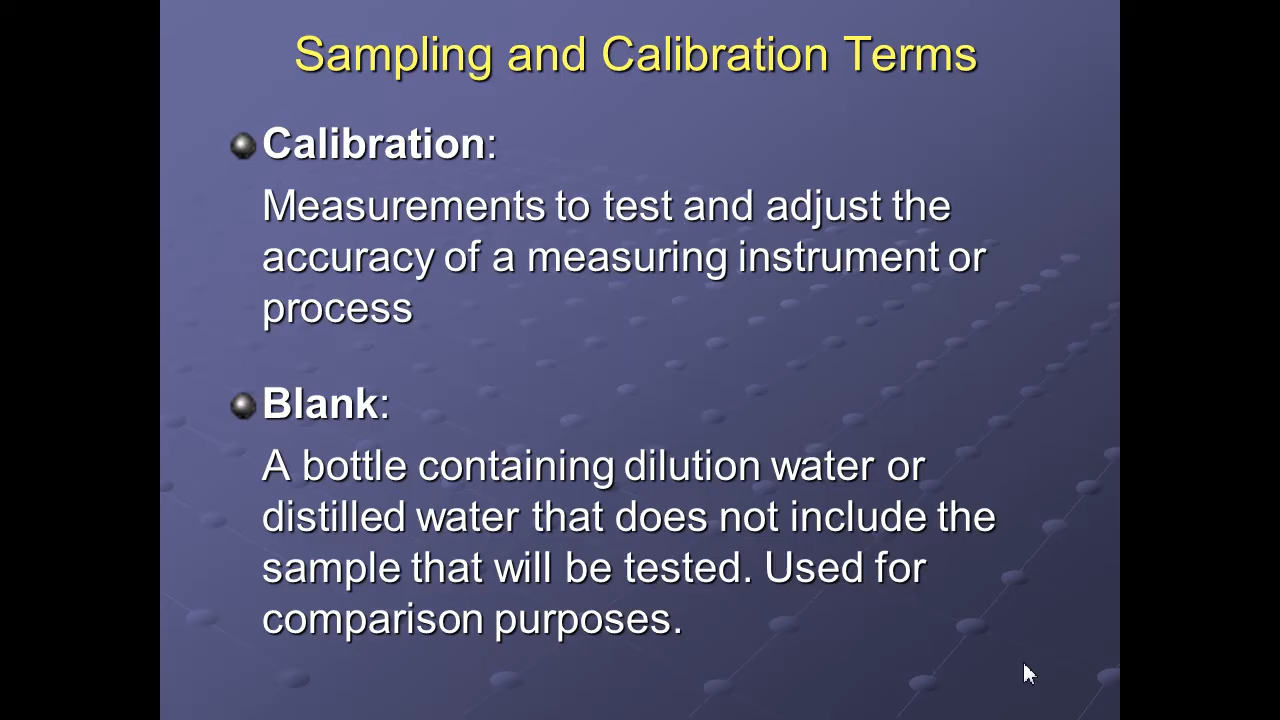 Sampling and Calibration Terms
Calibration:
Measurements to test and adjust the
accuracy of a measuring instrument or
process
Blank:
A bottle containing dilution water or
distilled water that does not include the
sample that will be tested. Used for
comparison purposes.